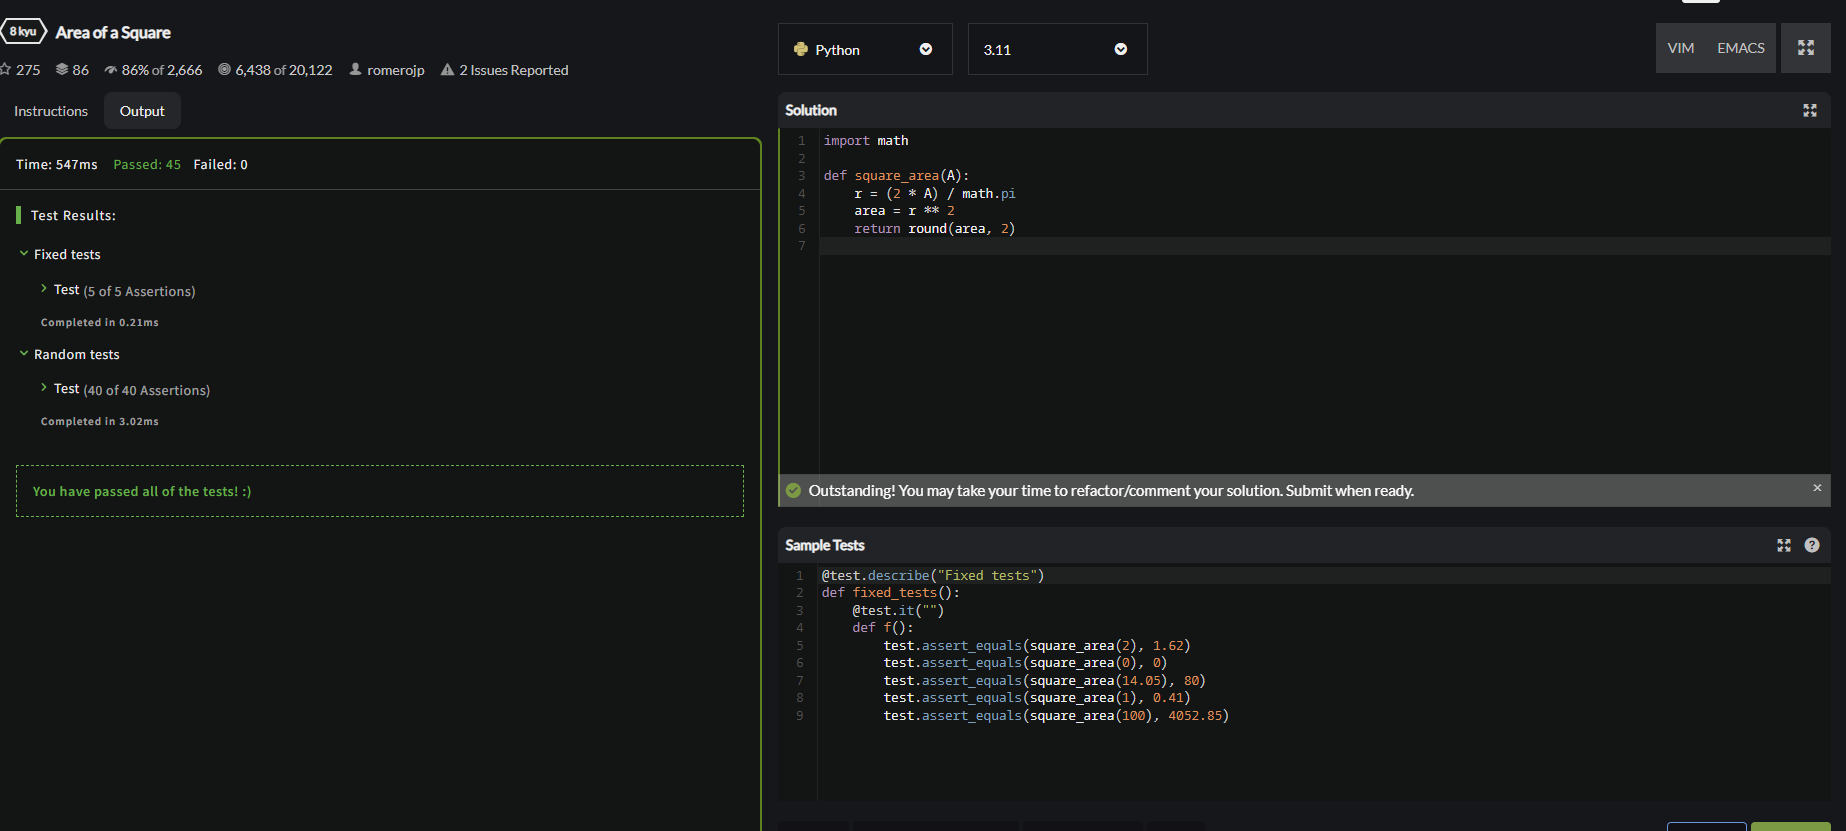 8 kyu Area of a Square
275 86 86% of 2,666 6,438 of 20,122 romerojp 2 Issues Reported
Instructions Output
Time: 547ms Passed: 45 Failed: 0
Test Results:
Fixed tests
Test (5 of 5 Assertions)
Completed in 0.21ms
Random tests
Test (40 of 40 Assertions)
Completed in 3.02ms
You have passed all of the tests! :)
Python 3.11 VIM EMACS
Solution
1 import math
2
3 def square_area(A):
4 r = (2 * A) / math.pi
5 area = r ** 2
6 return round(area, 2)
7
Outstanding! You may take your time to refactor/comment your solution. Submit when ready. ×
Sample Tests ?
1 @test.describe("Fixed tests")
2 def fixed_tests():
3 @test.it("")
4 def f():
5 test.assert_equals(square_area(2), 1.62)
6 test.assert_equals(square_area(0), 0)
7 test.assert_equals(square_area(14.05), 80)
8 test.assert_equals(square_area(1), 0.41)
9 test.assert_equals(square_area(100), 4052.85)